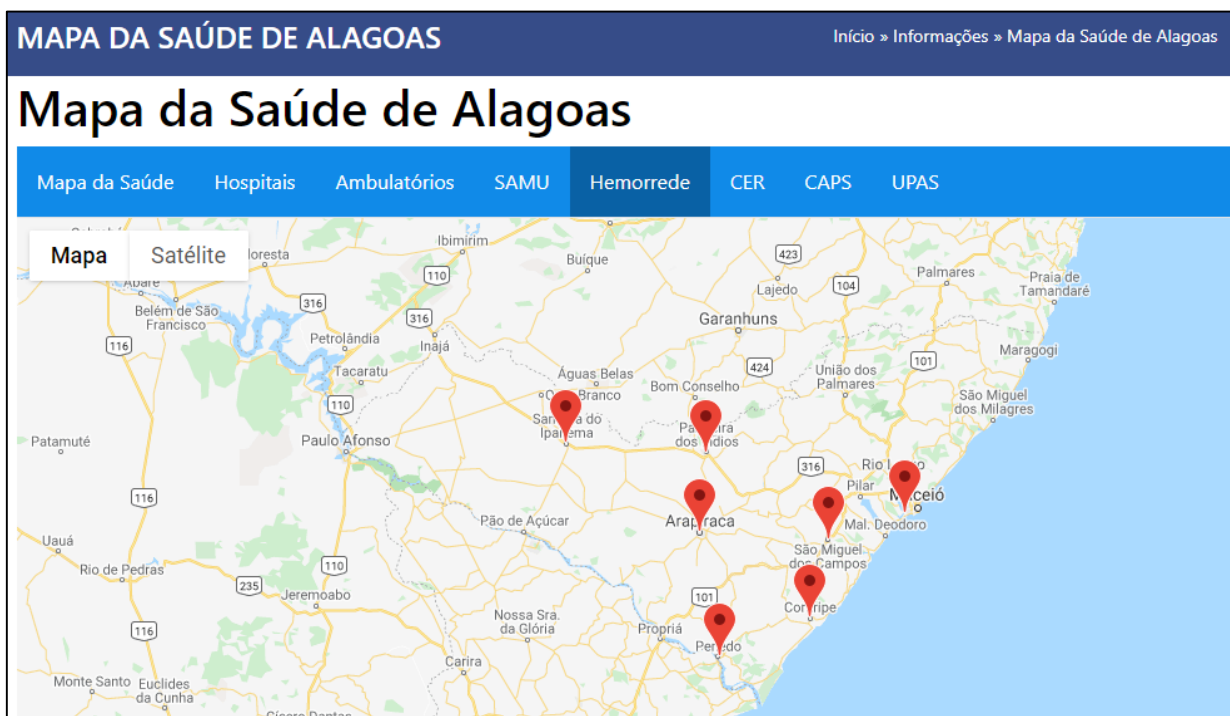 MAPA DA SAÚDE DE ALAGOAS
Início » Informações » Mapa da Saúde de Alagoas
Mapa da Saúde de Alagoas
Mapa da Saúde
Hospitais
Ambulatórios
SAMU
Hemorrede
CER
CAPS
UPAS
Mapa
Satélite
loresta
Ibimirim
110
Buíque
423
Lajedo
104
Palmares
Praia de
Tamandaré
Belém de São
Francisco
316
316
Petrolândia
Inajá
Garanhuns
116
Tacaratu
Águas Belas
Bom Conselho
424
União dos
Palmares
101
Maragogi
São Miguel
dos Milagres
110
Branco
Patamuté
Paulo Afonso
316
Pilar
116
Pão de Açúcar
Mal. Deodoro
Uauá
Rio de Pedras
110
São Miguel
dos Campos
235
Jeremoabo
101
116
Nossa Sra.
da Glória
Propriá
Carira
Monte Santo
Euclides
da Cunha